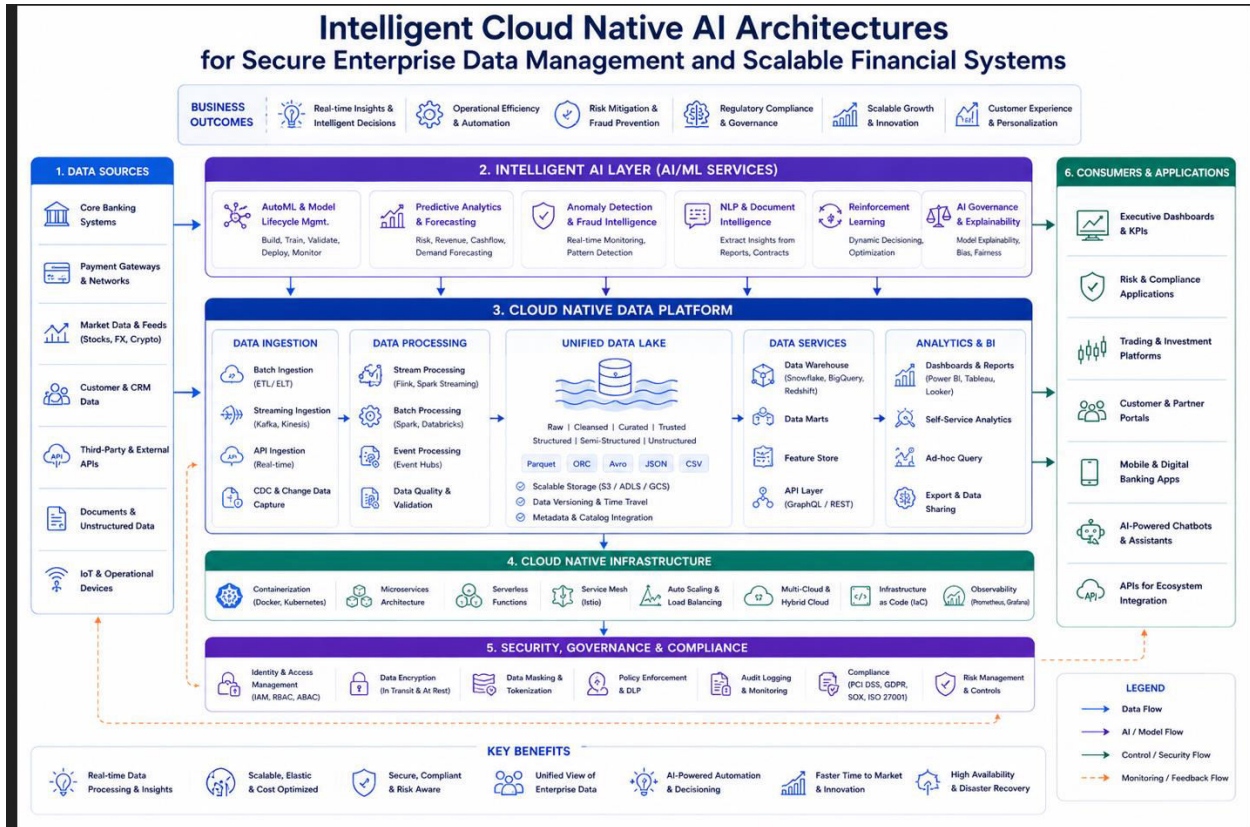 Intelligent Cloud Native AI Architectures
for Secure Enterprise Data Management and Scalable Financial Systems
BUSINESS
OUTCOMES
Real-time Insights &
Intelligent Decisions
Operational Efficiency
& Automation
Risk Mitigation &
Fraud Prevention
Regulatory Compliance
& Governance
Scalable Growth
& Innovation
Customer Experience
& Personalization
1. DATA SOURCES
Core Banking
Systems
Payment Gateways
& Networks
Market Data & Feeds
(Stocks, FX, Crypto)
Customer & CRM
Data
API
Third-Party & External
APIs
Documents &
Unstructured Data
IoT & Operational
Devices
2. INTELLIGENT AI LAYER (AI/ML SERVICES)
AutoML & Model
Lifecycle Mgmt.
Build, Train, Validate,
Deploy, Monitor
Predictive Analytics
& Forecasting
Risk, Revenue, Cashflow,
Demand Forecasting
Anomaly Detection
& Fraud Intelligence
Real-time Monitoring,
Pattern Detection
NLP & Document
Intelligence
Extract Insights from
Reports, Contracts
Reinforcement
Learning
Dynamic Decisioning,
Optimization
AI Governance
& Explainability
Model Explainability,
Bias, Fairness
3. CLOUD NATIVE DATA PLATFORM
DATA INGESTION
Batch Ingestion
(ETL/ ELT)
Streaming Ingestion
(Kafka, Kinesis)
API
API Ingestion
(Real-time)
CDC & Change Data
Capture
DATA PROCESSING
Stream Processing
(Flink, Spark Streaming)
Batch Processing
(Spark, Databricks)
Event Processing
(Event Hubs)
Data Quality &
Validation
UNIFIED DATA LAKE
Raw | Cleansed | Curated | Trusted
Structured | Semi-Structured | Unstructured
Parquet
ORC
Avro
JSON
CSV
Scalable Storage (S3 / ADLS / GCS)
Data Versioning & Time Travel
Metadata & Catalog Integration
DATA SERVICES
Data Warehouse
(Snowflake, BigQuery,
Redshift)
Data Marts
Feature Store
API Layer
(GraphQL / REST)
ANALYTICS & BI
Dashboards & Reports
(Power BI, Tableau,
Looker)
Self-Service Analytics
Ad-hoc Query
Export & Data
Sharing
4. CLOUD NATIVE INFRASTRUCTURE
Containerization
(Docker, Kubernetes)
Microservices
Architecture
Serverless
Functions
Service Mesh
(Istio)
Auto Scaling &
Load Balancing
Multi-Cloud &
Hybrid Cloud
</>
Infrastructure
as Code (IaC)
Observability
(Prometheus, Grafana)
5. SECURITY, GOVERNANCE & COMPLIANCE
Identity & Access
Management
(IAM, RBAC, ABAC)
Data Encryption
(In Transit & At Rest)
Data Masking &
Tokenization
Policy Enforcement
& DLP
Audit Logging
& Monitoring
Compliance
(PCI DSS, GDPR,
SOX, ISO 27001)
Risk Management
& Controls
6. CONSUMERS & APPLICATIONS
Executive Dashboards
& KPIs
Risk & Compliance
Applications
Trading & Investment
Platforms
Customer & Partner
Portals
Mobile & Digital
Banking Apps
AI-Powered Chatbots
& Assistants
API
APIs for Ecosystem
Integration
LEGEND
Data Flow
AI / Model Flow
Control / Security Flow
Monitoring / Feedback Flow
KEY BENEFITS
Real-time Data
Processing & Insights
Scalable, Elastic
& Cost Optimized
Secure, Compliant
& Risk Aware
Unified View of
Enterprise Data
AI-Powered Automation
& Decisioning
Faster Time to Market
& Innovation
High Availability
& Disaster Recovery